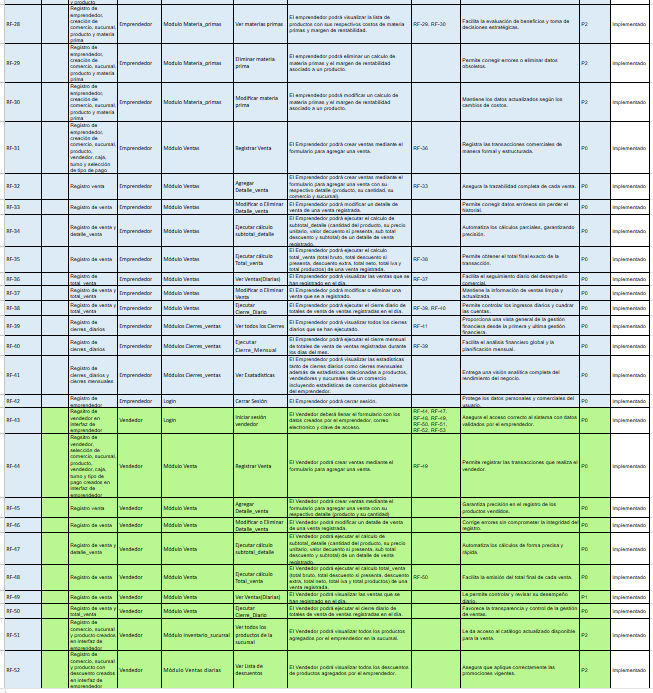 y producto
RF-28
Registro de
emprendedor,
creación de
comercio, sucursal,
producto y materia
prima
Emprendedor
Módulo Materia_primas
Ver materias primas
El emprendedor podrá visualizar la lista de
productos con sus respectivos costos de materia
primas y margen de rentabilidad.
RF-29, RF-30
Facilita la evaluación de beneficios y toma de
decisiones estratégicas.
P2
Implementado
RF-29
Registro de
emprendedor,
creación de
comercio, sucursal,
producto y materia
prima
Emprendedor
Módulo Materia_primas
Eliminar materia
prima
El emprendedor podrá eliminar un calculo de
materia primas y el margen de rentabilidad
asociado a un producto.
Permite corregir errores o eliminar datos
obsoletos.
P2
Implementado
RF-30
Registro de
emprendedor,
creación de
comercio, sucursal,
producto y materia
prima
Emprendedor
Módulo Materia_primas
Modificar materia
prima
El emprendedor podrá modificar un calculo de
materia primas y el margen de rentabilidad
asociado a un producto.
Mantiene los datos actualizados según los
cambios de costos.
P2
Implementado
RF-31
Registro de
emprendedor,
creación de
comercio, sucursal,
producto,
vendedor, caja,
turno y selección
de tipo de pago
Emprendedor
Módulo Ventas
Registrar Venta
El Emprendedor podrá crear ventas mediante el
formulario para agregar una venta.
RF-36
Registra las transacciones comerciales de
manera formal y estructurada.
P0
Implementado
RF-32
Registro venta
Emprendedor
Módulo Ventas
Agregar
Detalle_venta
El Emprendedor podrá crear ventas mediante el
formulario para agregar una venta con su
respectivo detalle (producto, su cantidad, su
comercio y sucursal).
RF-33
Asegura la trazabilidad completa de cada venta.
P0
Implementado
RF-33
Registro venta
Emprendedor
Módulo Ventas
Modificar o Eliminar
Detalle_venta
El Emprendedor podrá modificar un detalle de
venta de una venta registrada.
Permite corregir datos erróneos sin perder el
historial.
P0
Implementado
RF-34
Registro de venta y
detalle_venta
Emprendedor
Módulo Ventas
Ejecutar cálculo
subtotal_detalle
El Emprendedor podrá ejecutar el calculo de
subtotal_detalle (cantidad del producto, su precio
unitario, valor descuento si presenta, sub total
descuento y subtotal) de un detalle de venta
registrado.
Automatiza los cálculos parciales, garantizando
precisión.
P0
Implementado
RF-35
Registro de venta y
detalle_venta
Emprendedor
Módulo Ventas
Ejecutar cálculo
Total_venta
El Emprendedor podrá ejecutar el calculo
total_venta (total bruto, total descuento si
presenta, descuento extra, total neto, total iva y
total productos) de una venta registrada.
RF-38
Permite obtener el total final exacto de la
transacción.
P0
Implementado
RF-36
Registro de venta y
total_venta
Emprendedor
Módulo Ventas
Ver Ventas(Diarias)
El Emprendedor podrá visualizar las ventas que se
han registrado en el día.
RF-37
Facilita el seguimiento diario del desempeño
comercial.
P0
Implementado
RF-37
Registro de venta y
total_venta
Emprendedor
Módulo Ventas
Modificar o Eliminar
Venta
El Emprendedor podrá modificar o eliminar una
venta que se a registrado.
Mantiene la información de ventas limpia y
actualizada.
P0
Implementado
RF-38
Registro de venta y
total_venta
Emprendedor
Módulo Ventas
Ejecutar
Cierre_Diario
El Emprendedor podrá ejecutar el cierre diario de
totales de venta de ventas registradas en el día.
RF-39, RF-40
Permite controlar los ingresos diarios y cuadrar
las cuentas.
P0
Implementado
RF-39
Registro de
cierres_diarios
Emprendedor
Módulos Cierres_ventas
Ver todos los Cierres
El Emprendedor podrá visualizar todos los cierres
diarios que se han ejecutado.
RF-41
Proporciona una vista general de la gestión
financiera desde la primera y ultima gestión
financiera.
P0
Implementado
RF-40
Registro de
cierres_diarios
Emprendedor
Módulos Cierres_ventas
Ejecutar
Cierre_Mensual
El Emprendedor podrá ejecutar el cierre mensual
de totales de venta de ventas registradas durante
los días del mes.
RF-39
Facilita el análisis financiero global y la
planificación mensual.
P0
Implementado
RF-41
Registro de
cierres_diarios y
cierres mensuales
Emprendedor
Módulos Cierres_ventas
Ver Estadísticas
El Emprendedor podrá visualizar las estadísticas
tanto de cierres diarios como cierres mensuales
además de estadísticas relacionadas a productos,
vendedores y sucursales de un comercio
incluyendo estadísticas de comercios globalmente
del emprendedor.
Entrega una visión analítica completa del
rendimiento del negocio.
P0
Implementado
RF-42
Registro de
emprendedor
Emprendedor
Login
Cerrar Sesión
El Emprendedor podrá cerrar sesión.
Protege los datos personales y comerciales del
usuario.
P0
Implementado
RF-43
Registro de
vendedor en
interfaz de
emprendedor
Vendedor
Login
Iniciar sesión
vendedor
El Vendedor deberá llenar el formulario con los
datos creados por el emprendedor, correo
electrónico y clave de acceso.
RF-44, RF-47,
RF-48, RF-49,
RF-50, RF-51,
RF-52, RF-53
Asegura el acceso correcto al sistema con datos
validados por el emprendedor.
P0
Implementado
RF-44
Registro de
vendedor,
selección de
comercio, sucursal,
producto,
vendedor, caja,
turno y tipo de
pago creados en
interfaz de
emprendedor
Vendedor
Módulo Venta
Registrar Venta
El Vendedor podrá crear ventas mediante el
formulario para agregar una venta.
RF-49
Permite registrar las transacciones que realiza el
vendedor.
P0
Implementado
RF-45
Registro venta
Vendedor
Módulo Venta
Agregar
Detalle_venta
El Vendedor podrá crear ventas mediante el
formulario para agregar una venta con su
respectivo detalle (producto y su cantidad)
Garantiza precisión en el registro de los
productos vendidos.
P0
Implementado
RF-46
Registro venta
Vendedor
Módulo Venta
Modificar o Eliminar
Detalle_venta
El Vendedor podrá modificar un detalle de venta
de una venta registrada.
Corrige errores sin comprometer la integridad del
registro.
P0
Implementado
RF-47
Registro de venta y
detalle_venta
Vendedor
Módulo Venta
Ejecutar cálculo
subtotal_detalle
El Vendedor podrá ejecutar el calculo de
subtotal_detalle (cantidad del producto, su precio
unitario, valor descuento si presenta, sub total
descuento y subtotal) de un detalle de venta
registrado.
Automatiza los cálculos de forma precisa y
rápida.
P0
Implementado
RF-48
Registro de venta
Vendedor
Módulo Venta
Ejecutar cálculo
Total_venta
El Vendedor podrá ejecutar el calculo total_venta
(total bruto, total descuento si presenta, descuento
extra, total neto, total iva y total productos) de una
venta registrada.
RF-50
Facilita la emisión del total final de cada venta.
P0
Implementado
RF-49
Registro de venta
Vendedor
Módulo Venta
Ver Ventas(Diarias)
El Vendedor podrá visualizar las ventas que se
han registrado en el día.
Le permite controlar y revisar su desempeño
diario.
P1
Implementado
RF-50
Registro de venta y
total_venta
Vendedor
Módulo Venta
Ejecutar
Cierre_Diario
El Vendedor podrá ejecutar el cierre diario de
totales de venta de ventas registradas en el día.
Favorece la transparencia y control de la gestión
de ventas.
P0
Implementado
RF-51
Registro de
comercio, sucursal
y producto creados
en interfaz de
emprendedor
Vendedor
Módulo Inventario_sucursal
Ver todos los
productos de la
sucursal
El Vendedor podrá visualizar todos los productos
agregados por el emprendedor en la sucursal.
Le da acceso al catálogo actualizado disponible
para la venta.
P2
Implementado
RF-52
Registro de
comercio, sucursal
y producto con
descuento creados
en interfaz de
emprendedor
Vendedor
Módulo Ventas diarias
Ver Lista de
descuentos
El Vendedor podrá visualizar todos los descuentos
de productos agregados por el emprendedor.
Asegura que aplique correctamente las
promociones vigentes.
P2
Implementado